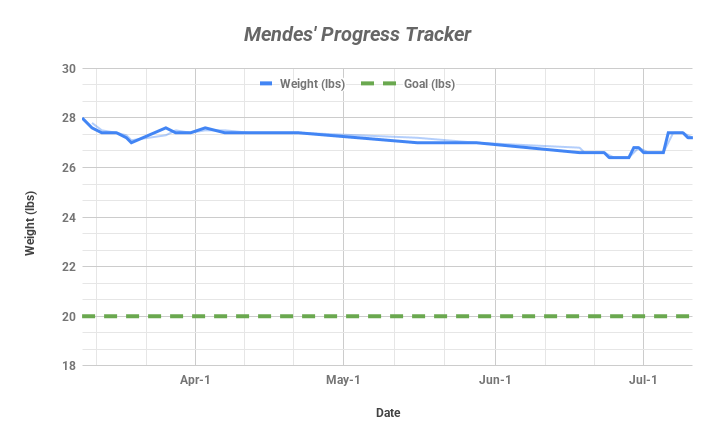 Mendes' Progress Tracker
Weight (lbs)
Goal (lbs)
30
28
26
24
22
20
18
Weight (lbs)
Apr-1
May-1
Jun-1
Jul-1
Date